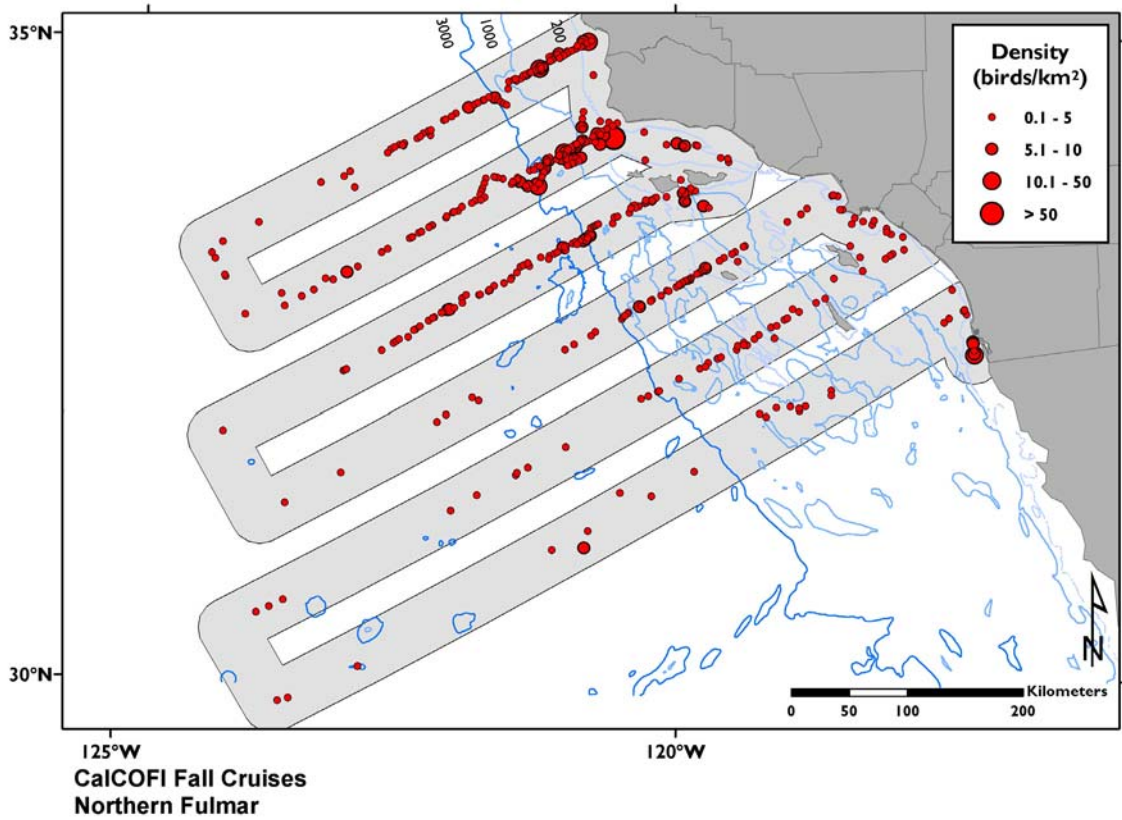 35°N
3000
1000
200
Density
(birds/km²)
0.1 - 5
5.1 - 10
10.1 - 50
> 50
30°N
N
Kilometers
0 50 100 200
125°W 120°W
CalCOFI Fall Cruises
Northern Fulmar